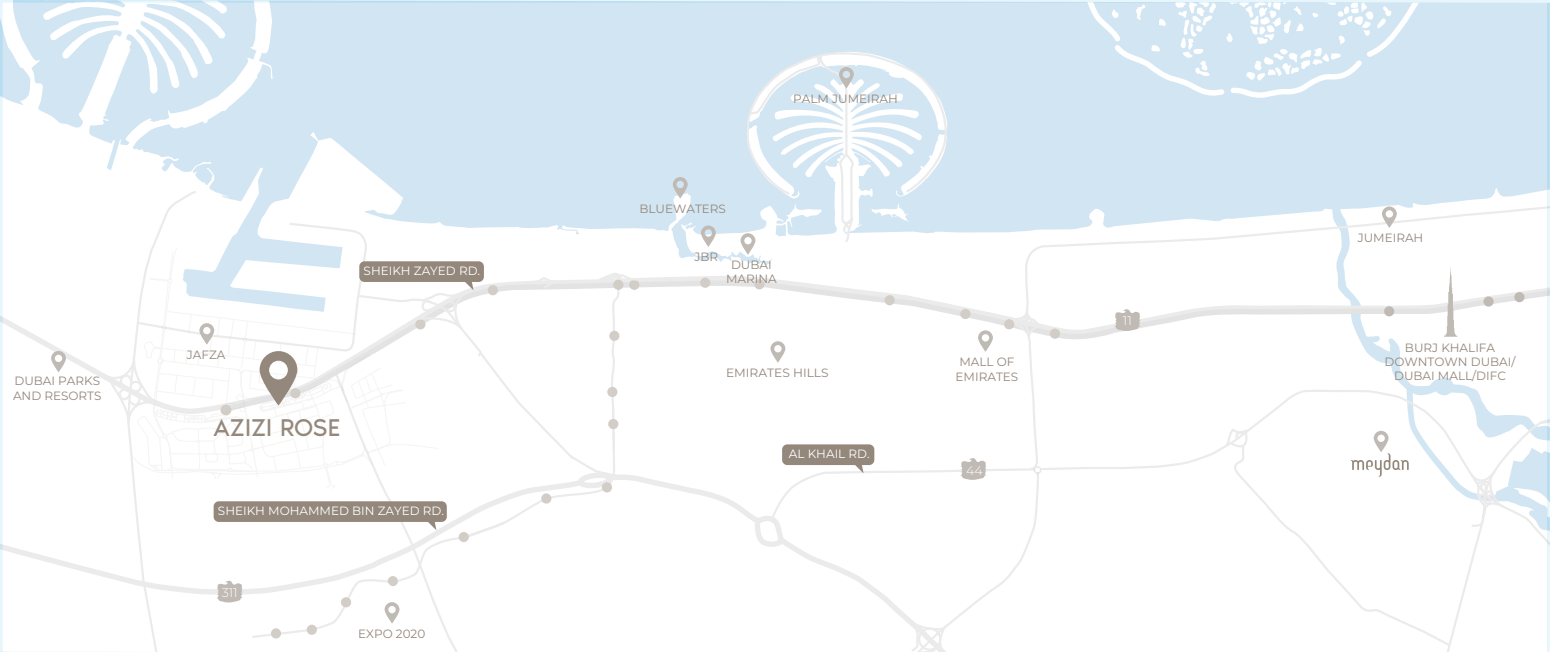 PALM JUMEIRAH
BLUEWATERS
JBR
DUBAI
MARINA
JUMEIRAH
SHEIKH ZAYED RD.
11
JAFZA
DUBAI PARKS
AND RESORTS
EMIRATES HILLS
MALL OF
EMIRATES
BURJ KHALIFA
DOWNTOWN DUBAI/
DUBAI MALL/DIFC
AZIZI ROSE
AL KHAIL RD.
44
meydan
SHEIKH MOHAMMED BIN ZAYED RD.
311
EXPO 2020